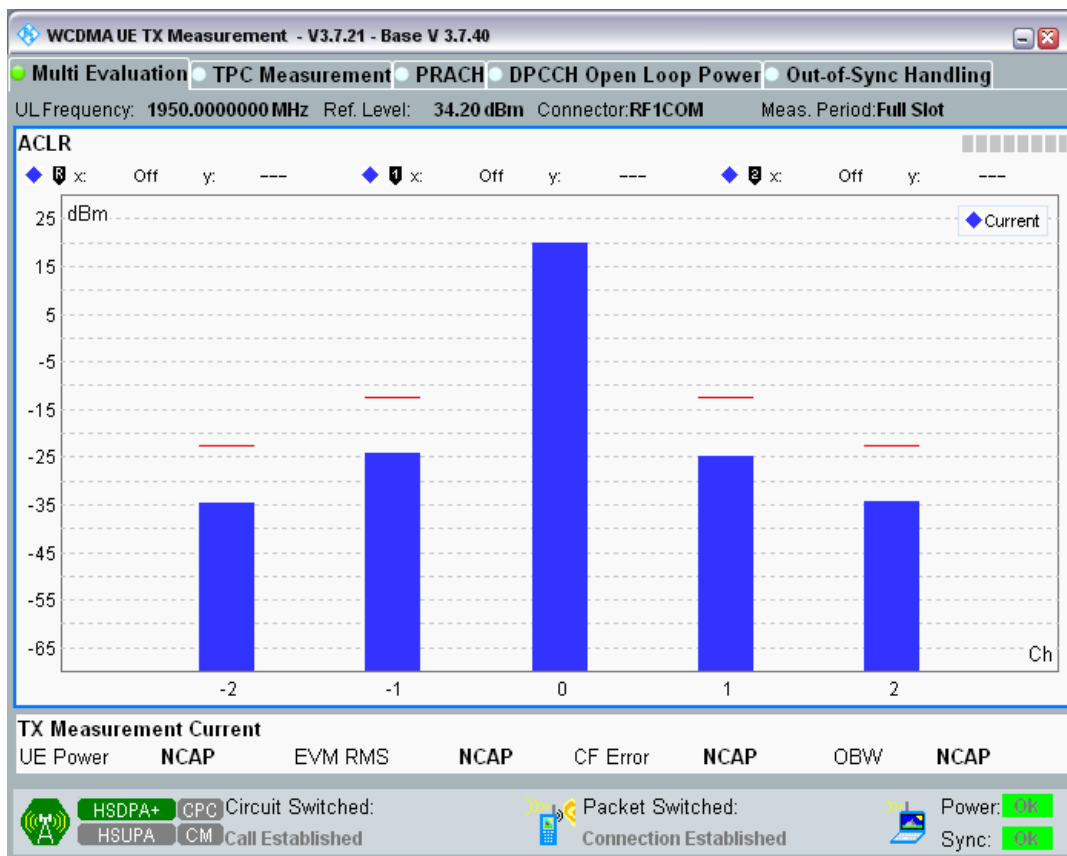 WCDMA UE TX Measurement - V3.7.21 - Base V 3.7.40
Multi Evaluation TPC Measurement PRACH DPCCH Open Loop Power Out-of-Sync Handling
UL Frequency: 1950.0000000 MHz Ref. Level: 34.20 dBm Connector:RF1COM Meas. Period:Full Slot
ACLR
R x: Off y: --- 1 x: Off y: --- 2 x: Off y: ---
dBm
Current
25
15
5
-5
-15
-25
-35
-45
-55
-65
Ch
-2 -1 0 1 2
TX Measurement Current
UE Power NCAP EVM RMS NCAP CF Error NCAP OBW NCAP
HSDPA+ CPC Circuit Switched: Packet Switched: Power: Ok
HSUPA CM Call Established Connection Established Sync: Ok